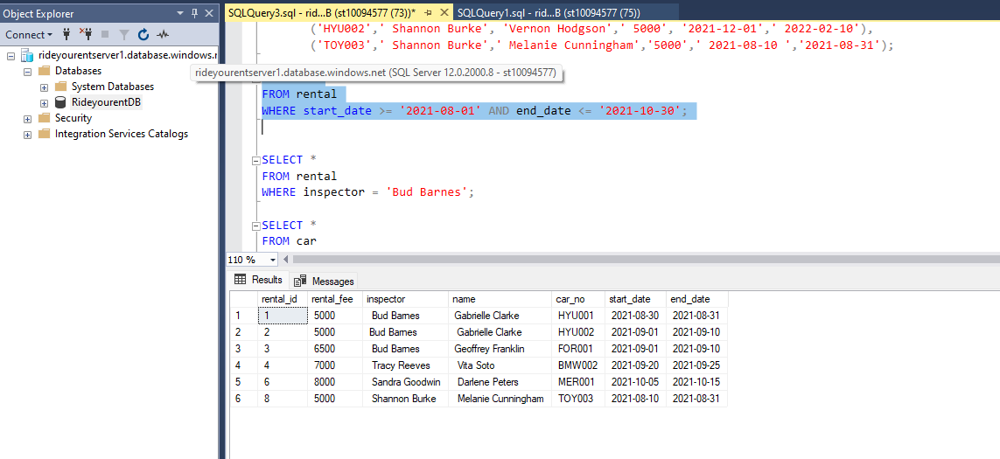 Object Explorer
Connect
rideyourentserver1.database.windows.r
Databases
System Databases
RideyourentDB
Security
Integration Services Catalogs
SQLQuery3.sql - rid...B (st10094577 (73))*
SQLQuery1.sql - rid...B (st10094577 (75))
('HYU002',' Shannon Burke', 'Vernon Hodgson',' 5000', '2021-12-01',' 2022-02-10'),
('TOY003',' Shannon Burke',' Melanie Cunningham','5000',' 2021-08-10 ','2021-08-31');
rideyourentserver1.database.windows.net (SQL Server 12.0.2000.8 - st10094577)
FROM rental
WHERE start_date >= '2021-08-01' AND end_date <= '2021-10-30';
SELECT *
FROM rental
WHERE inspector = 'Bud Barnes';
SELECT *
FROM car
110 %
Results Messages
rental_id rental_fee inspector name car_no start_date end_date
1 1 5000 Bud Barnes Gabrielle Clarke HYU001 2021-08-30 2021-08-31
2 2 5000 Bud Barnes Gabrielle Clarke HYU002 2021-09-01 2021-09-10
3 3 6500 Bud Barnes Geoffrey Franklin FOR001 2021-09-01 2021-09-10
4 4 7000 Tracy Reeves Vita Soto BMW002 2021-09-20 2021-09-25
5 6 8000 Sandra Goodwin Darlene Peters MER001 2021-10-05 2021-10-15
6 8 5000 Shannon Burke Melanie Cunningham TOY003 2021-08-10 2021-08-31